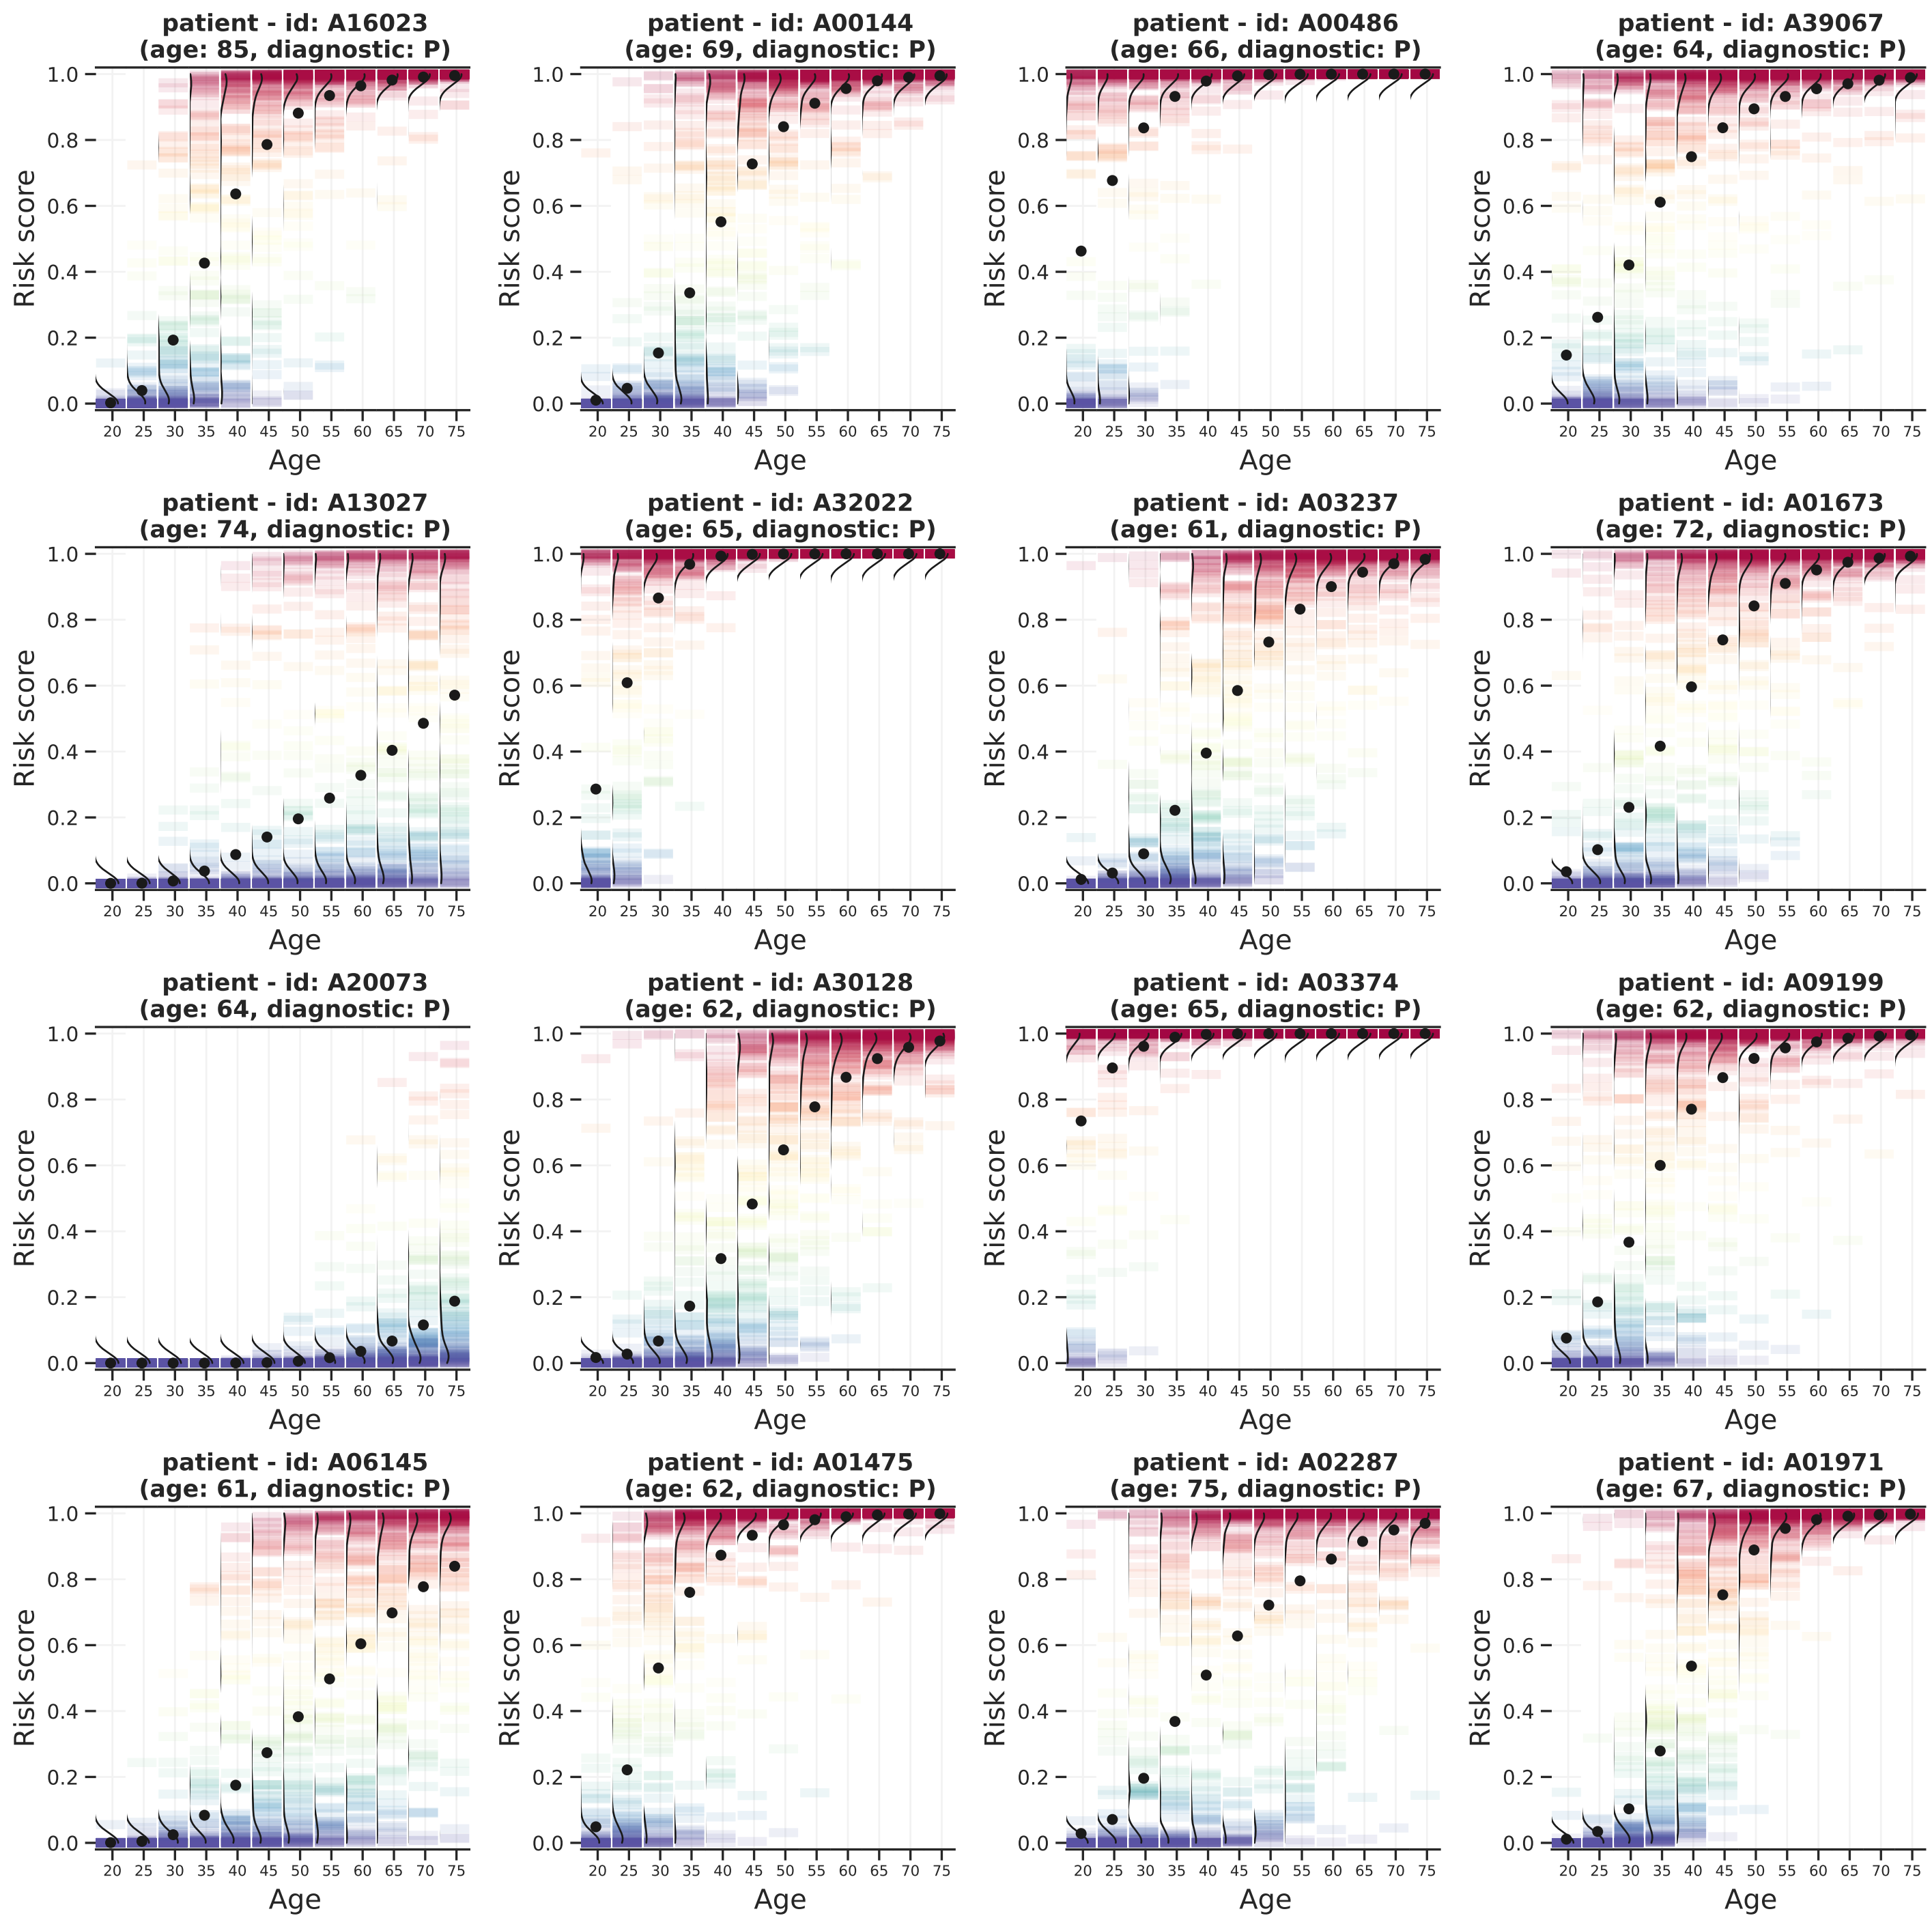 patient - id: A16023
(age: 85, diagnostic: P)
patient - id: A00144
(age: 69, diagnostic: P)
patient - id: A00486
(age: 66, diagnostic: P)
patient - id: A39067
(age: 64, diagnostic: P)
Risk score
1.0
0.8
0.6
0.4
0.2
0.0
20 25 30 35 40 45 50 55 60 65 70 75
Age
Risk score
1.0
0.8
0.6
0.4
0.2
0.0
20 25 30 35 40 45 50 55 60 65 70 75
Age
Risk score
1.0
0.8
0.6
0.4
0.2
0.0
20 25 30 35 40 45 50 55 60 65 70 75
Age
Risk score
1.0
0.8
0.6
0.4
0.2
0.0
20 25 30 35 40 45 50 55 60 65 70 75
Age
patient - id: A13027
(age: 74, diagnostic: P)
patient - id: A32022
(age: 65, diagnostic: P)
patient - id: A03237
(age: 61, diagnostic: P)
patient - id: A01673
(age: 72, diagnostic: P)
Risk score
1.0
0.8
0.6
0.4
0.2
0.0
20 25 30 35 40 45 50 55 60 65 70 75
Age
Risk score
1.0
0.8
0.6
0.4
0.2
0.0
20 25 30 35 40 45 50 55 60 65 70 75
Age
Risk score
1.0
0.8
0.6
0.4
0.2
0.0
20 25 30 35 40 45 50 55 60 65 70 75
Age
Risk score
1.0
0.8
0.6
0.4
0.2
0.0
20 25 30 35 40 45 50 55 60 65 70 75
Age
patient - id: A20073
(age: 64, diagnostic: P)
patient - id: A30128
(age: 62, diagnostic: P)
patient - id: A03374
(age: 65, diagnostic: P)
patient - id: A09199
(age: 62, diagnostic: P)
Risk score
1.0
0.8
0.6
0.4
0.2
0.0
20 25 30 35 40 45 50 55 60 65 70 75
Age
Risk score
1.0
0.8
0.6
0.4
0.2
0.0
20 25 30 35 40 45 50 55 60 65 70 75
Age
Risk score
1.0
0.8
0.6
0.4
0.2
0.0
20 25 30 35 40 45 50 55 60 65 70 75
Age
Risk score
1.0
0.8
0.6
0.4
0.2
0.0
20 25 30 35 40 45 50 55 60 65 70 75
Age
patient - id: A06145
(age: 61, diagnostic: P)
patient - id: A01475
(age: 62, diagnostic: P)
patient - id: A02287
(age: 75, diagnostic: P)
patient - id: A01971
(age: 67, diagnostic: P)
Risk score
1.0
0.8
0.6
0.4
0.2
0.0
20 25 30 35 40 45 50 55 60 65 70 75
Age
Risk score
1.0
0.8
0.6
0.4
0.2
0.0
20 25 30 35 40 45 50 55 60 65 70 75
Age
Risk score
1.0
0.8
0.6
0.4
0.2
0.0
20 25 30 35 40 45 50 55 60 65 70 75
Age
Risk score
1.0
0.8
0.6
0.4
0.2
0.0
20 25 30 35 40 45 50 55 60 65 70 75
Age